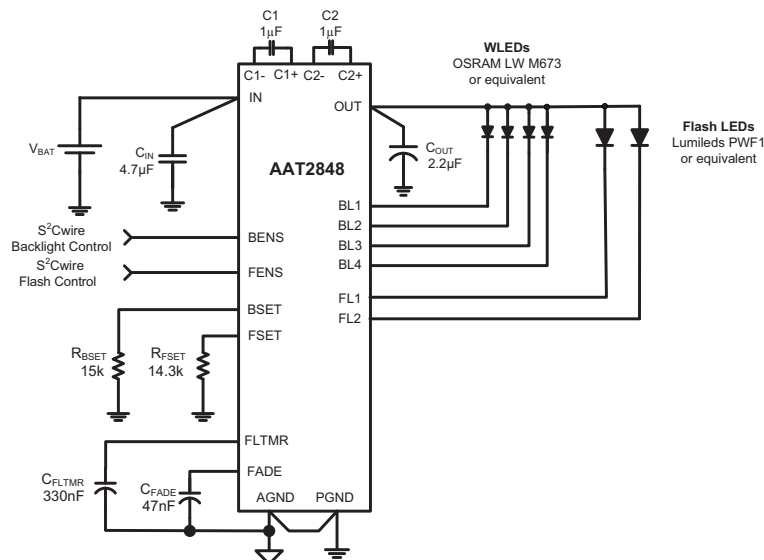 C1
1µF
C2
1µF
C1- C1+ C2- C2+
WLEDs
OSRAM LW M673
or equivalent
IN
OUT
Flash LEDs
Lumileds PWF1
or equivalent
VBAT
CIN
4.7µF
COUT
2.2µF
AAT2848
BL1
BL2
BL3
BL4
S²Cwire
Backlight Control
BENS
S²Cwire
Flash Control
FENS
FL1
FL2
BSET
FSET
RBSET
15k
RFSET
14.3k
FLTMR
FADE
CFLTMR
330nF
CFADE
47nF
AGND PGND